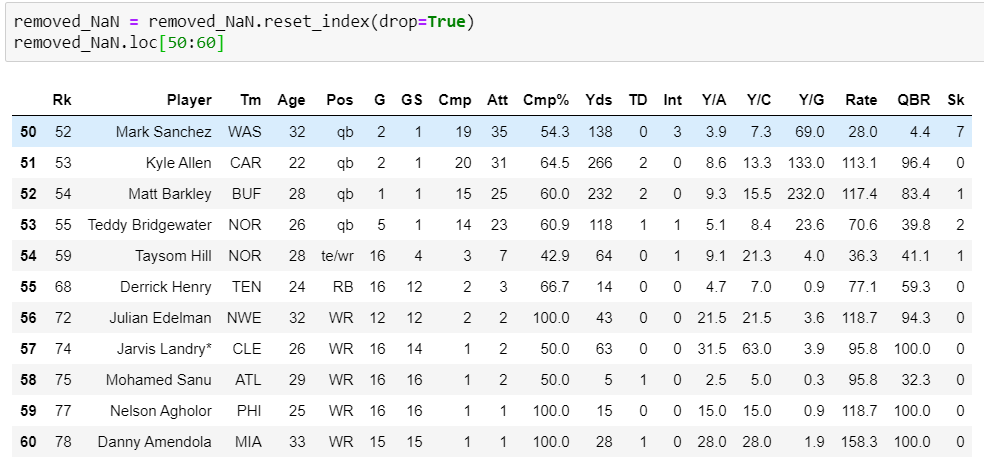 removed_NaN = removed_NaN.reset_index(drop=True)
removed_NaN.loc[50:60]
Rk Player Tm Age Pos G GS Cmp Att Cmp% Yds TD Int Y/A Y/C Y/G Rate QBR Sk
50 52 Mark Sanchez WAS 32 qb 2 1 19 35 54.3 138 0 3 3.9 7.3 69.0 28.0 4.4 7
51 53 Kyle Allen CAR 22 qb 2 1 20 31 64.5 266 2 0 8.6 13.3 133.0 113.1 96.4 0
52 54 Matt Barkley BUF 28 qb 1 1 15 25 60.0 232 2 0 9.3 15.5 232.0 117.4 83.4 1
53 55 Teddy Bridgewater NOR 26 qb 5 1 14 23 60.9 118 1 1 5.1 8.4 23.6 70.6 39.8 2
54 59 Taysom Hill NOR 28 te/wr 16 4 3 7 42.9 64 0 1 9.1 21.3 4.0 36.3 41.1 1
55 68 Derrick Henry TEN 24 RB 16 12 2 3 66.7 14 0 0 4.7 7.0 0.9 77.1 59.3 0
56 72 Julian Edelman NWE 32 WR 12 12 2 2 100.0 43 0 0 21.5 21.5 3.6 118.7 94.3 0
57 74 Jarvis Landry* CLE 26 WR 16 14 1 2 50.0 63 0 0 31.5 63.0 3.9 95.8 100.0 0
58 75 Mohamed Sanu ATL 29 WR 16 16 1 2 50.0 5 1 0 2.5 5.0 0.3 95.8 32.3 0
59 77 Nelson Agholor PHI 25 WR 16 16 1 1 100.0 15 0 0 15.0 15.0 0.9 118.7 100.0 0
60 78 Danny Amendola MIA 33 WR 15 15 1 1 100.0 28 1 0 28.0 28.0 1.9 158.3 100.0 0